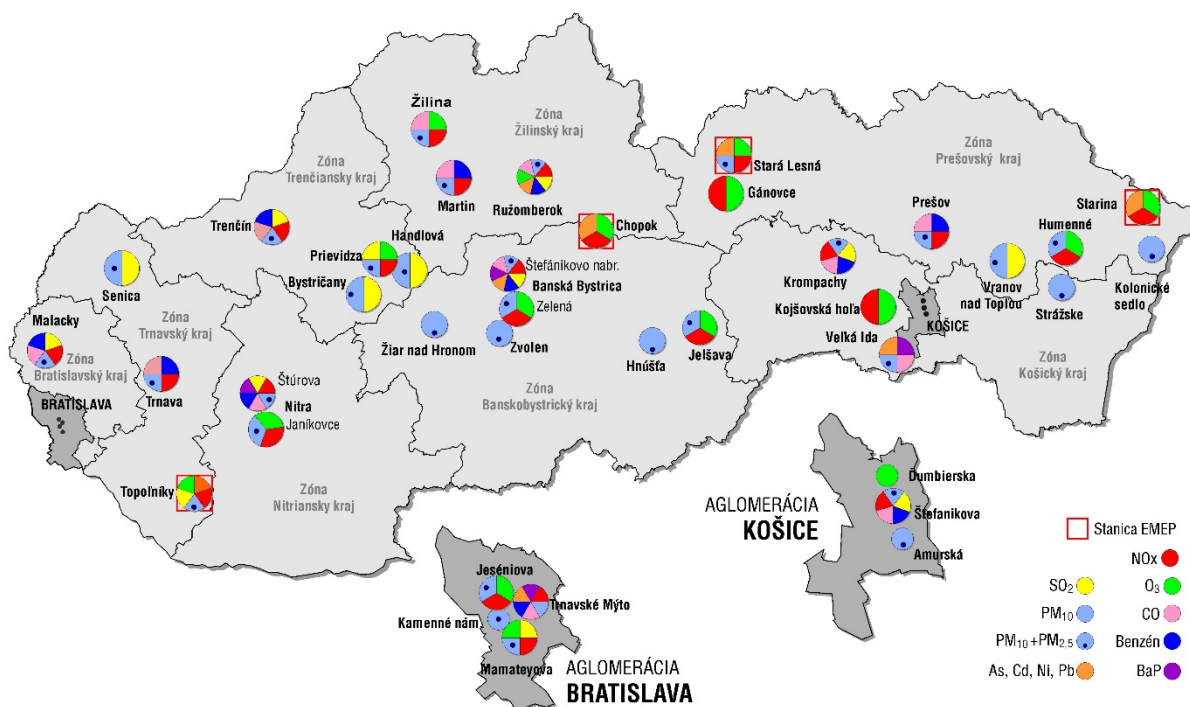 Žilina
Zóna
Žilinský kraj
Zóna
Trenčiansky kraj
Martin
Ružomberok
Stará Lesná
Gánovce
Zóna
Prešovský kraj
Prešov
Starina
Humenné
Trenčín
Handlová
Prievidza
Bystričany
Chopok
Štefánikovo nabr.
Banská Bystrica
Zelená
Krompachy
Vranov
nad Topľou
Kolonické
sedlo
Strážske
Senica
Malacky
Zóna
Trnavský kraj
Zóna
Bratislavský kraj
Kojšovská hoľa
KOŠICE
Žiar nad Hronom
Zvolen
Hnúšťa
Jelšava
Veľká Ida
Zóna
Košický kraj
BRATISLAVA
Trnava
Štúrova
Nitra
Janíkovce
Zóna
Banskobystrický kraj
Topoľníky
Zóna
Nitriansky kraj
AGLOMERÁCIA
KOŠICE
Ďumbierska
Štefanikova
Amurská
Jeséniova
Trnavské Mýto
Kamenné nám.
Mamateyova
AGLOMERÁCIA
BRATISLAVA
Stanica EMEP
NOx
SO₂
O₃
PM₁₀
CO
PM₁₀+PM₂,₅
Benzén
As, Cd, Ni, Pb
BaP